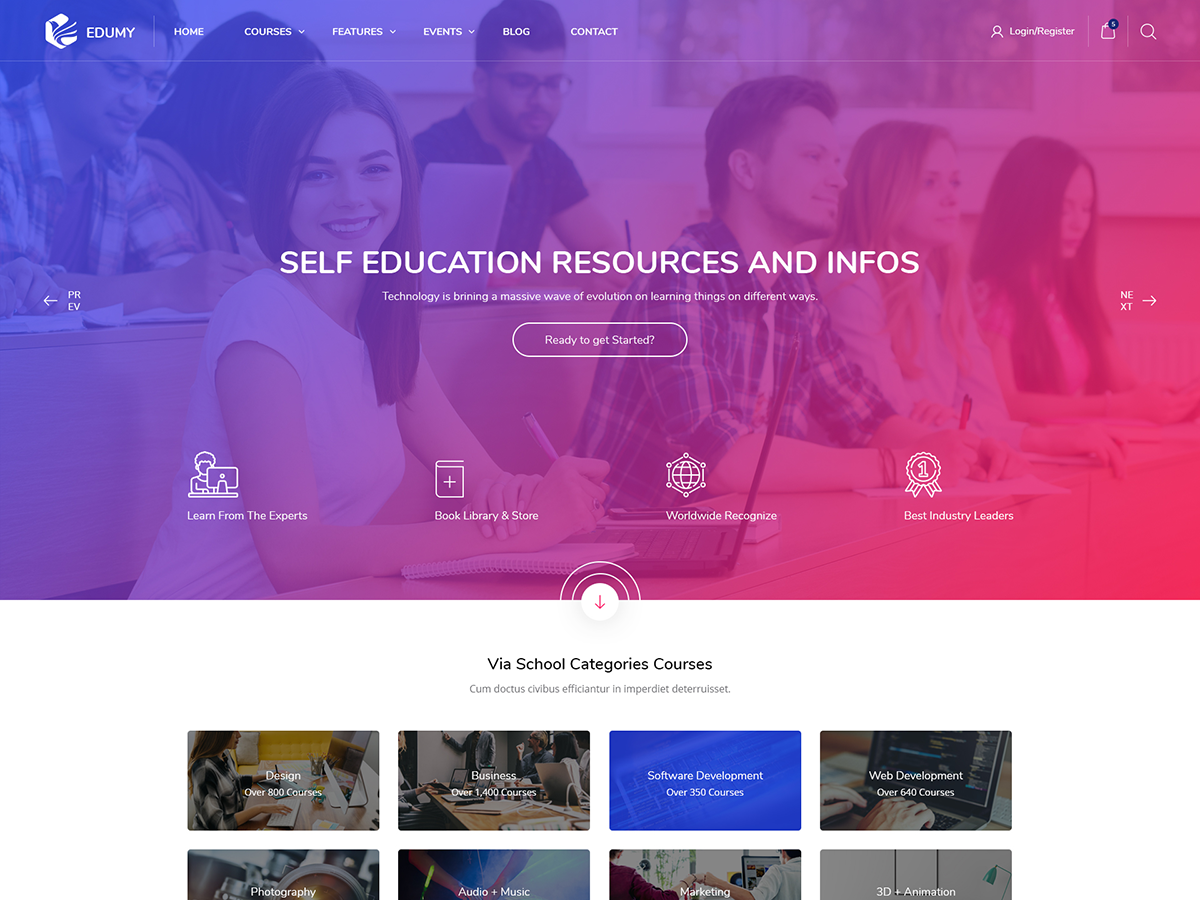 EDUMY
HOME
COURSES
FEATURES
EVENTS
BLOG
CONTACT
Login/Register
5
SELF EDUCATION RESOURCES AND INFOS
Technology is brining a massive wave of evolution on learning things on different ways.
PR
EV
NE
XT
Ready to get Started?
1
Learn From The Experts
Book Library & Store
Worldwide Recognize
Best Industry Leaders
Via School Categories Courses
Cum doctus civibus efficiantur in imperdiet deterruisset.
Design
Over 800 Courses
Business
Over 1,400 Courses
Software Development
Over 350 Courses
Web Development
Over 640 Courses
Photography
Audio + Music
Marketing
3D + Animation